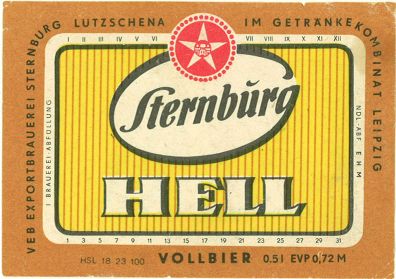 VEB EXPORTBRAUEREI STERNBURG LUTZSCHENA IM GETRÄNKEKOMBINAT LEIPZIG
I II III IV V VI VII VIII IX X XI XII
I BRAUEREI ABFÜLLUNG
Sternburg
NDL-ABF E H M
HELL
1 3 5 7 9 11 13 15 17 19 21 23 25 27 29 31
HSL 18 23 100 VOLLBIER 0.5l EVP 0,72 M